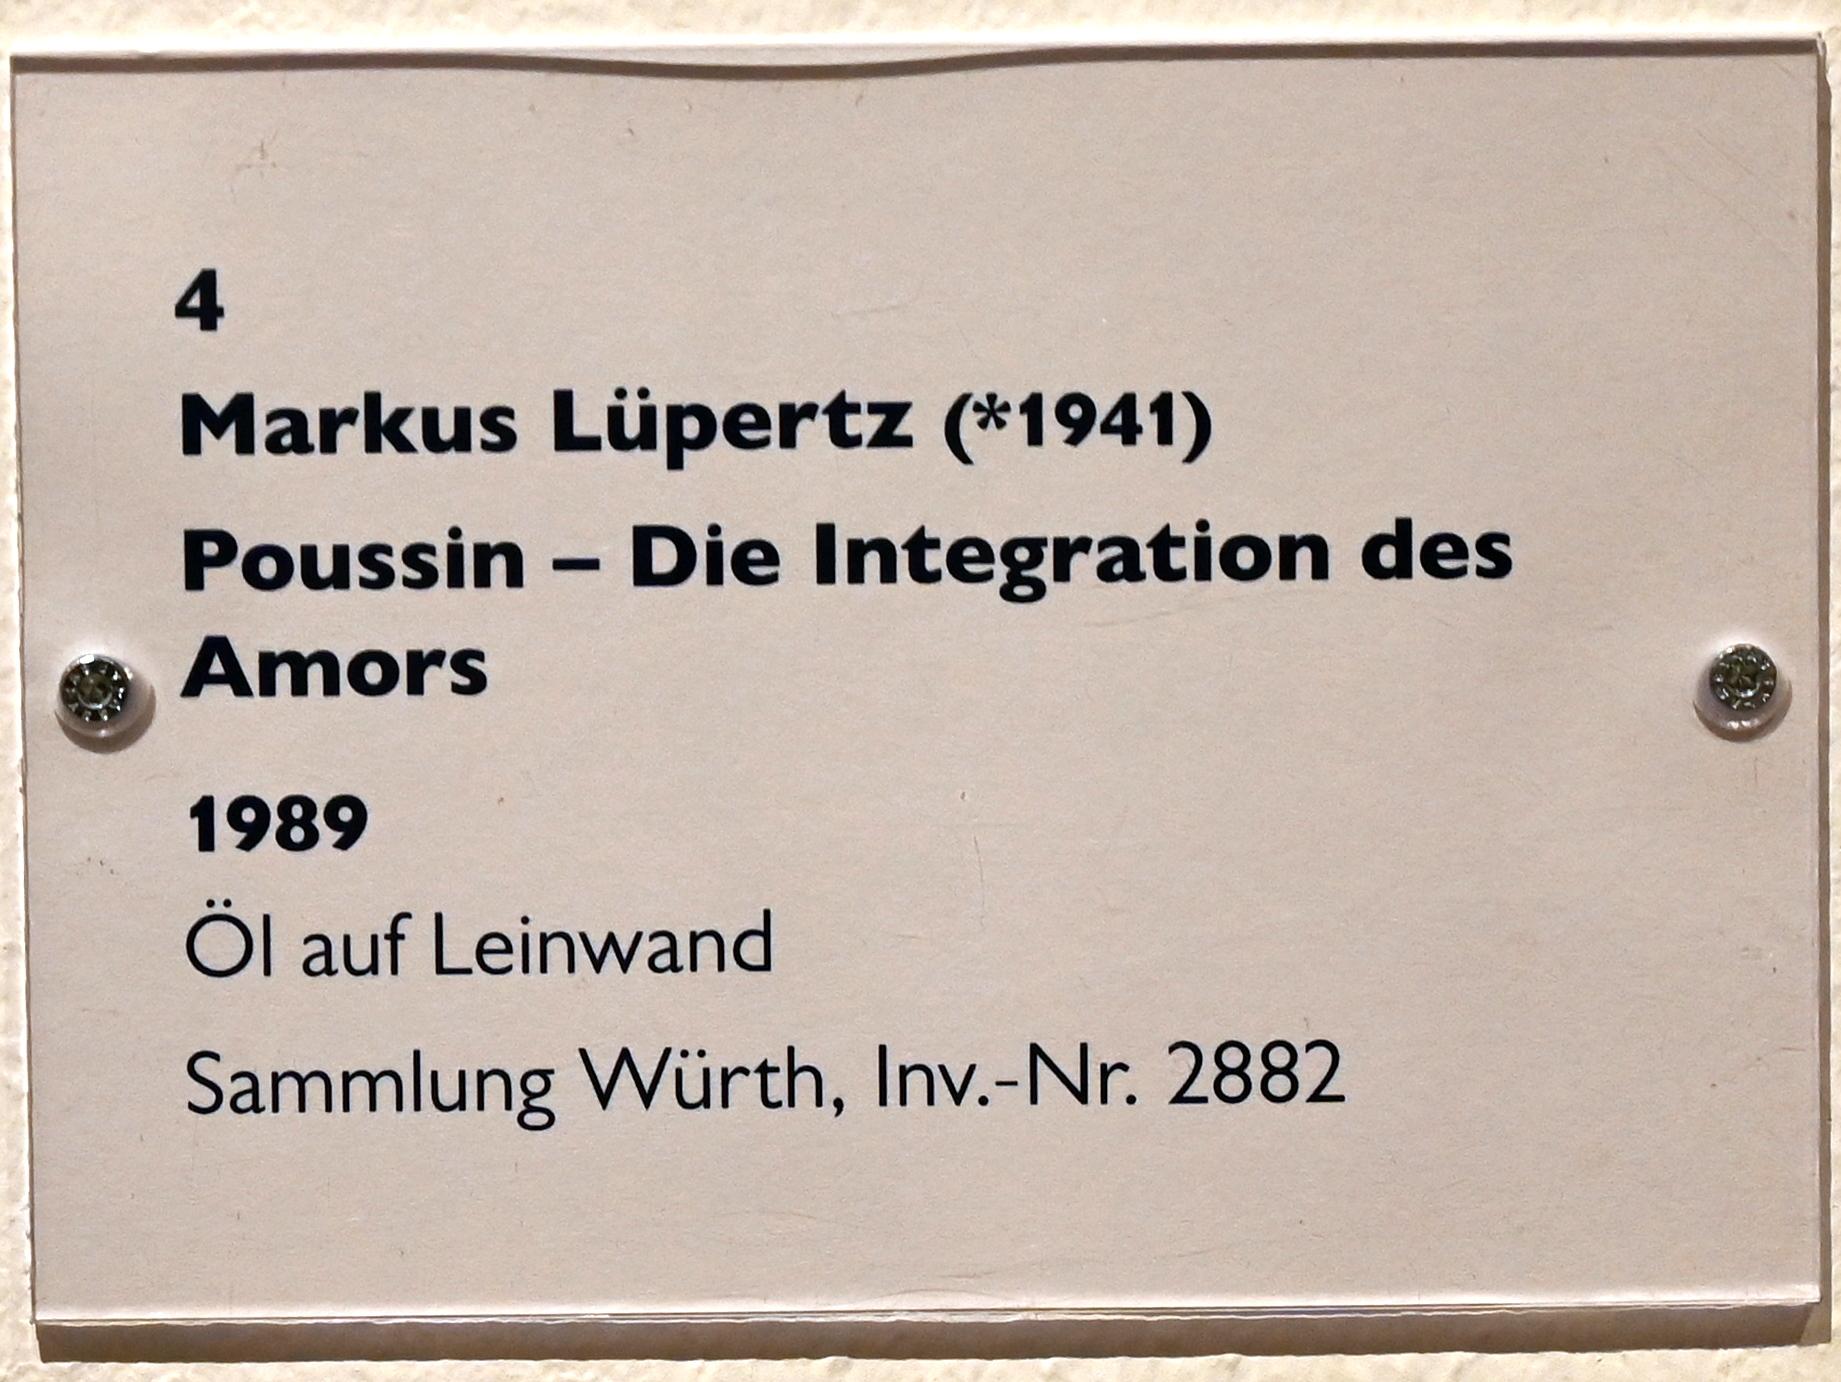 4
Markus Lüpertz (*1941)
Poussin – Die Integration des
Amors
1989
Öl auf Leinwand
Sammlung Würth, Inv.-Nr. 2882